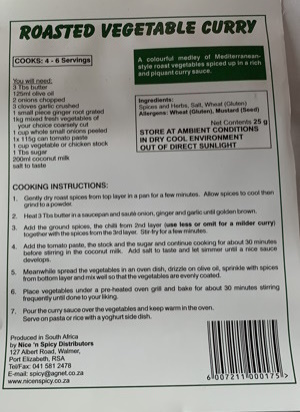 ROASTED VEGETABLE CURRY
COOKS: 4 - 6 Servings
A colourful medley of Mediterranean-
style roast vegetables spiced up in a rich
and piquant curry sauce.
You will need:
3 Tbs butter
125ml olive oil
2 onions chopped
3 cloves garlic crushed
1 small piece ginger root grated
1kg mixed fresh vegetables of
your choice coarsely cut
1 cup whole small onions peeled
1x 115g can tomato paste
1 cup vegetable or chicken stock
1 Tbs sugar
200ml coconut milk
salt to taste
Ingredients:
Spices and Herbs, Salt, Wheat (Gluten)
Allergens: Wheat (Gluten), Mustard (Seed)
Net Contents 25 g
STORE AT AMBIENT CONDITIONS
IN DRY COOL ENVIRONMENT
OUT OF DIRECT SUNLIGHT
COOKING INSTRUCTIONS:
1. Gently dry roast spices from top layer in a pan for a few minutes. Allow spices to cool then
grind to a powder.
2. Heat 3 Tbs butter in a saucepan and sauté onion, ginger and garlic until golden brown.
3. Add the ground spices, the chilli from 2nd layer (use less or omit for a milder curry)
together with the spices from the 3rd layer. Stir-fry for a few minutes.
4. Add the tomato paste, the stock and the sugar and continue cooking for about 30 minutes
before stirring in the coconut milk. Add salt to taste and let simmer until a nice sauce
develops.
5. Meanwhile spread the vegetables in an oven dish, drizzle on olive oil, sprinkle with spices
from bottom layer and mix well so that the vegetables are evenly coated.
6. Place vegetables under a pre-heated oven grill and bake for about 30 minutes stirring
frequently until done to your liking.
7. Pour the curry sauce over the vegetables and keep warm in the oven.
Serve on pasta or rice with a yoghurt side dish.
Produced in South Africa
by Nice 'n Spicy Distributors
127 Albert Road, Walmer,
Port Elizabeth, RSA
Tel/Fax: 041 581 2478
E-mail: spicy@agnet.co.za
www.nicenspicy.co.za
6 007211 000175 >